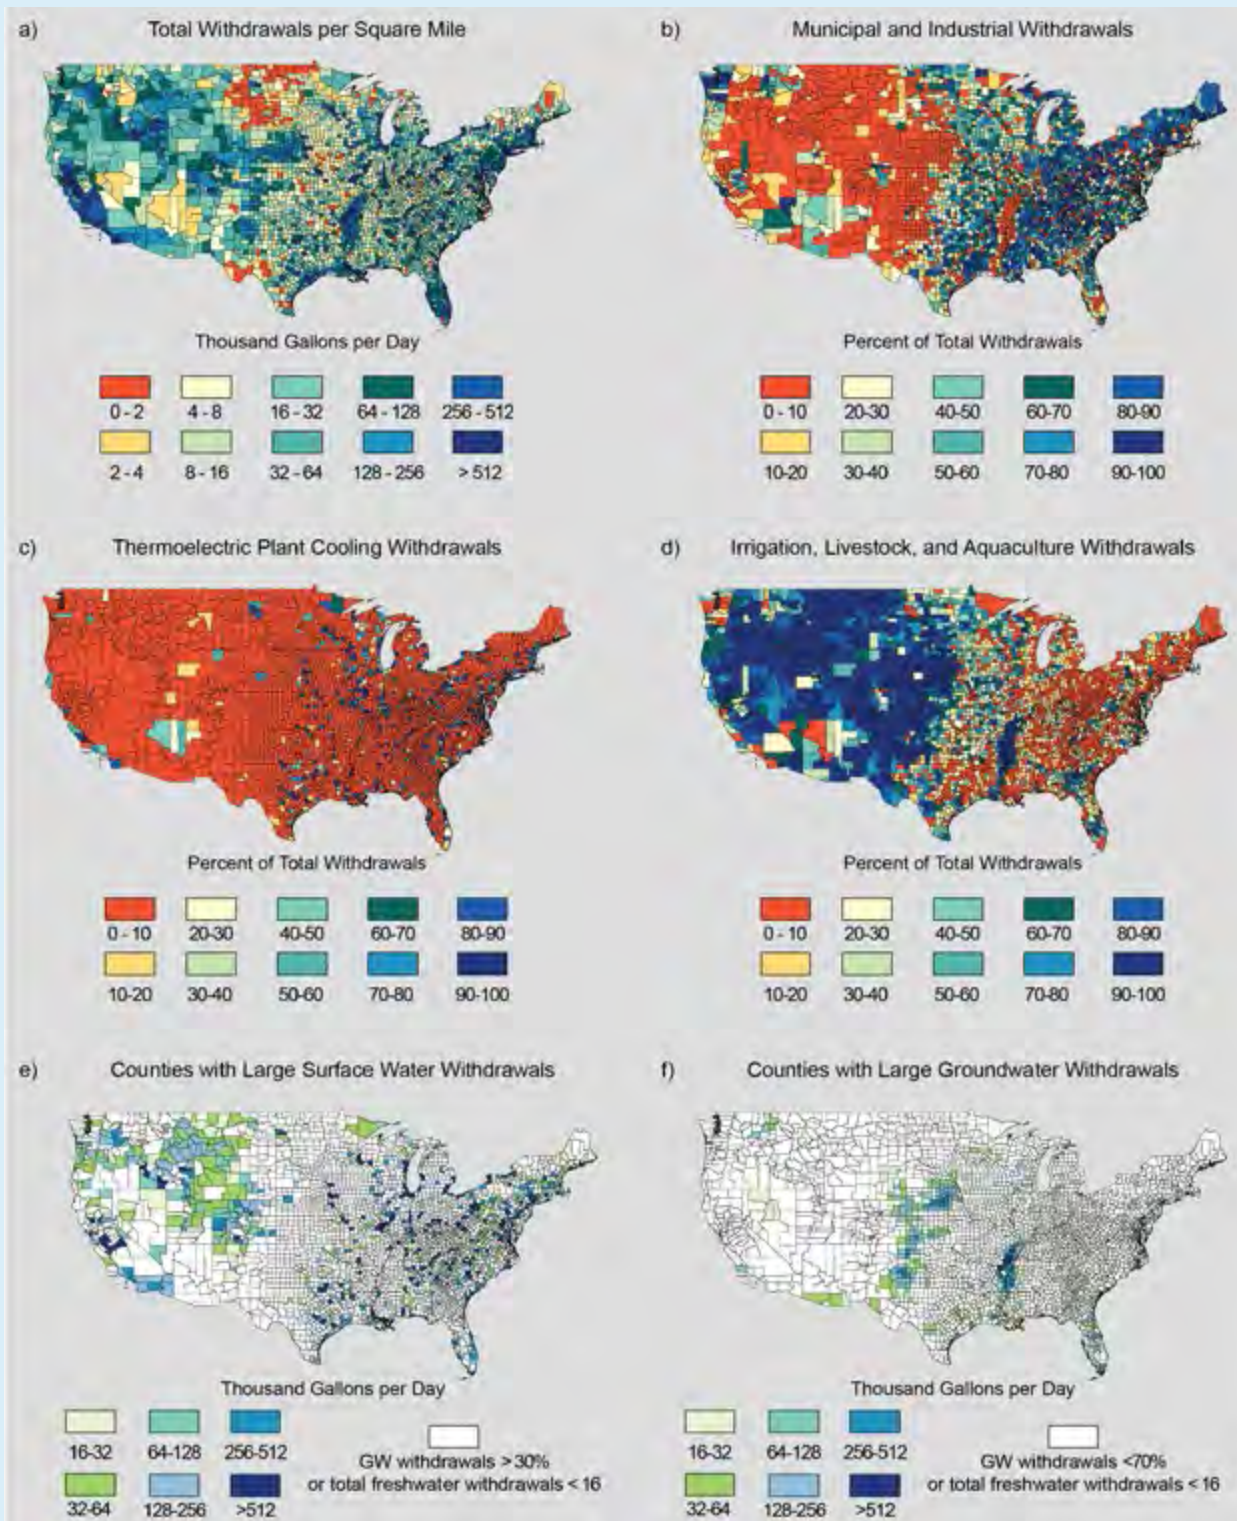 a) Total Withdrawals per Square Mile
b) Municipal and Industrial Withdrawals
Thousand Gallons per Day
0 - 2 4 - 8 16 - 32 64 - 128 256 - 512
2 - 4 8 - 16 32 - 64 128 - 256 > 512
Percent of Total Withdrawals
0 - 10 20-30 40-50 60-70 80-90
10-20 30-40 50-60 70-80 90-100
c) Thermoelectric Plant Cooling Withdrawals
d) Irrigation, Livestock, and Aquaculture Withdrawals
Percent of Total Withdrawals
0 - 10 20-30 40-50 60-70 80-90
10-20 30-40 50-60 70-80 90-100
Percent of Total Withdrawals
0 - 10 20-30 40-50 60-70 80-90
10-20 30-40 50-60 70-80 90-100
e) Counties with Large Surface Water Withdrawals
f) Counties with Large Groundwater Withdrawals
Thousand Gallons per Day
16-32 64-128 256-512
32-64 128-256 >512
GW withdrawals >30%
or total freshwater withdrawals <16
Thousand Gallons per Day
16-32 64-128 256-512
32-64 128-256 >512
GW withdrawals <70%
or total freshwater withdrawals <16